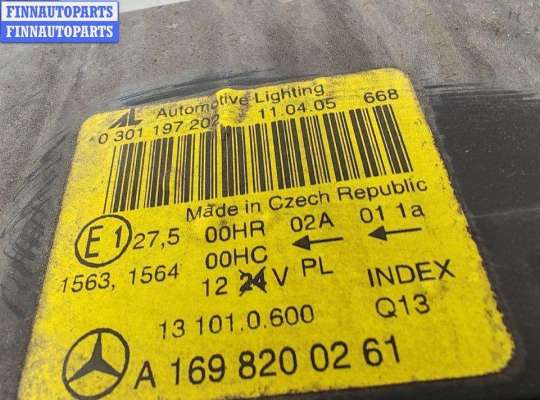 FINNAUTOPARTS
FINNAUTOPARTS
FINNAUTOPARTS
AL Automotive Lighting
0 301 197 202 11.04.05 668
Made in Czech Republic
E1 27,5 00HR 02A 01 1a
1563, 1564 00HC
12 24 V PL INDEX
13 101.0.600 Q13
A 169 820 02 61